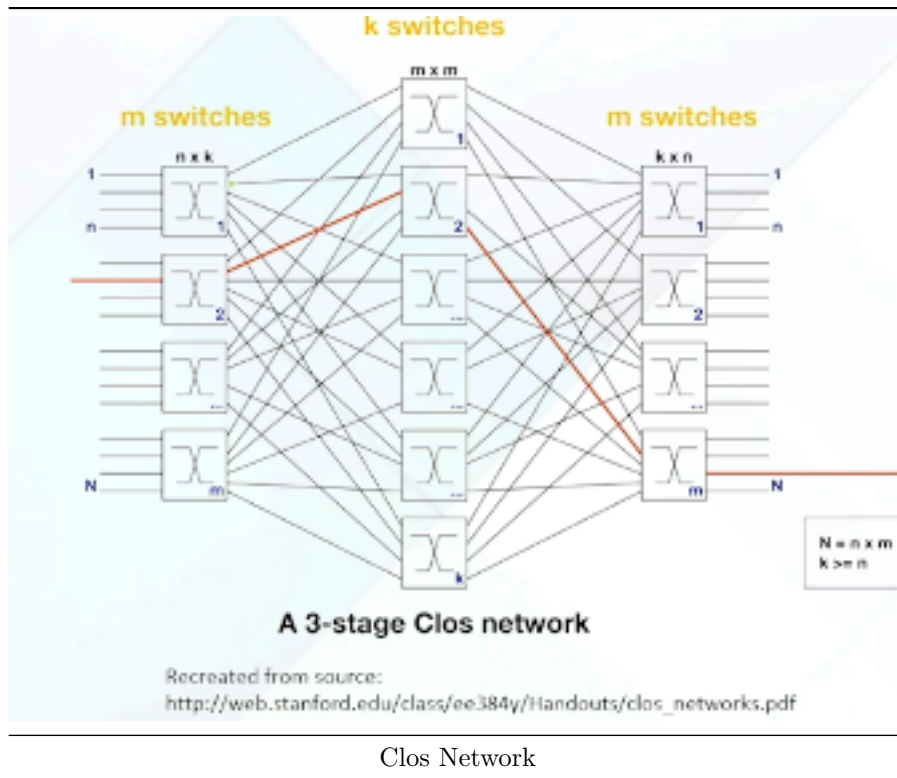 k switches
m x m
m switches
m switches
n x k
k x n
1
1
1
n
1
2
1
n
2
...
2
...
...
...
N
m
...
m
N
k
N = n x m
k >= n
A 3-stage Clos network
Recreated from source:
http://web.stanford.edu/class/ee384y/Handouts/clos_networks.pdf
Clos Network